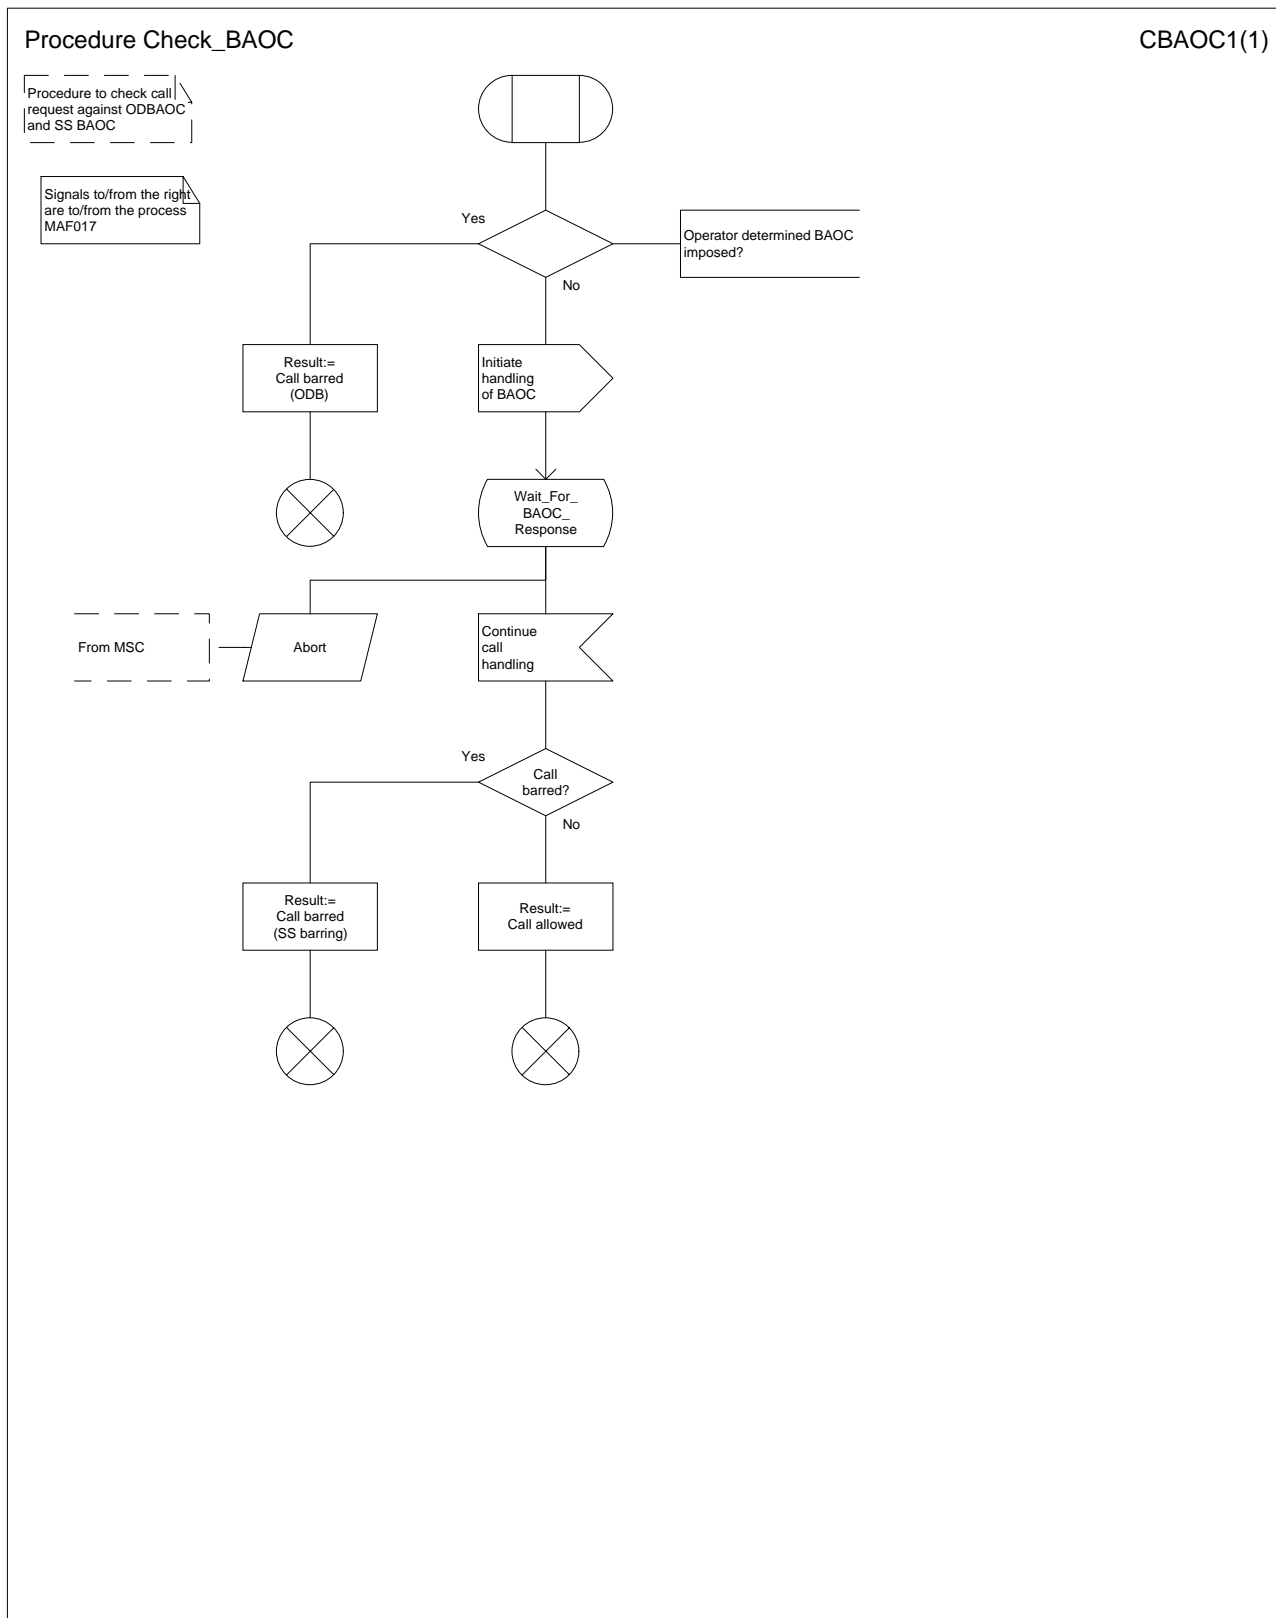 Procedure Check_BAOC
CBAOC1(1)
Procedure to check call
request against ODBAOC
and SS BAOC
Signals to/from the right
are to/from the process
MAF017
Yes
Operator determined BAOC
imposed?
No
Result:=
Call barred
(ODB)
Initiate
handling
of BAOC
Wait_For_
BAOC_
Response
From MSC
Abort
Continue
call
handling
Yes
Call
barred?
No
Result:=
Call barred
(SS barring)
Result:=
Call allowed